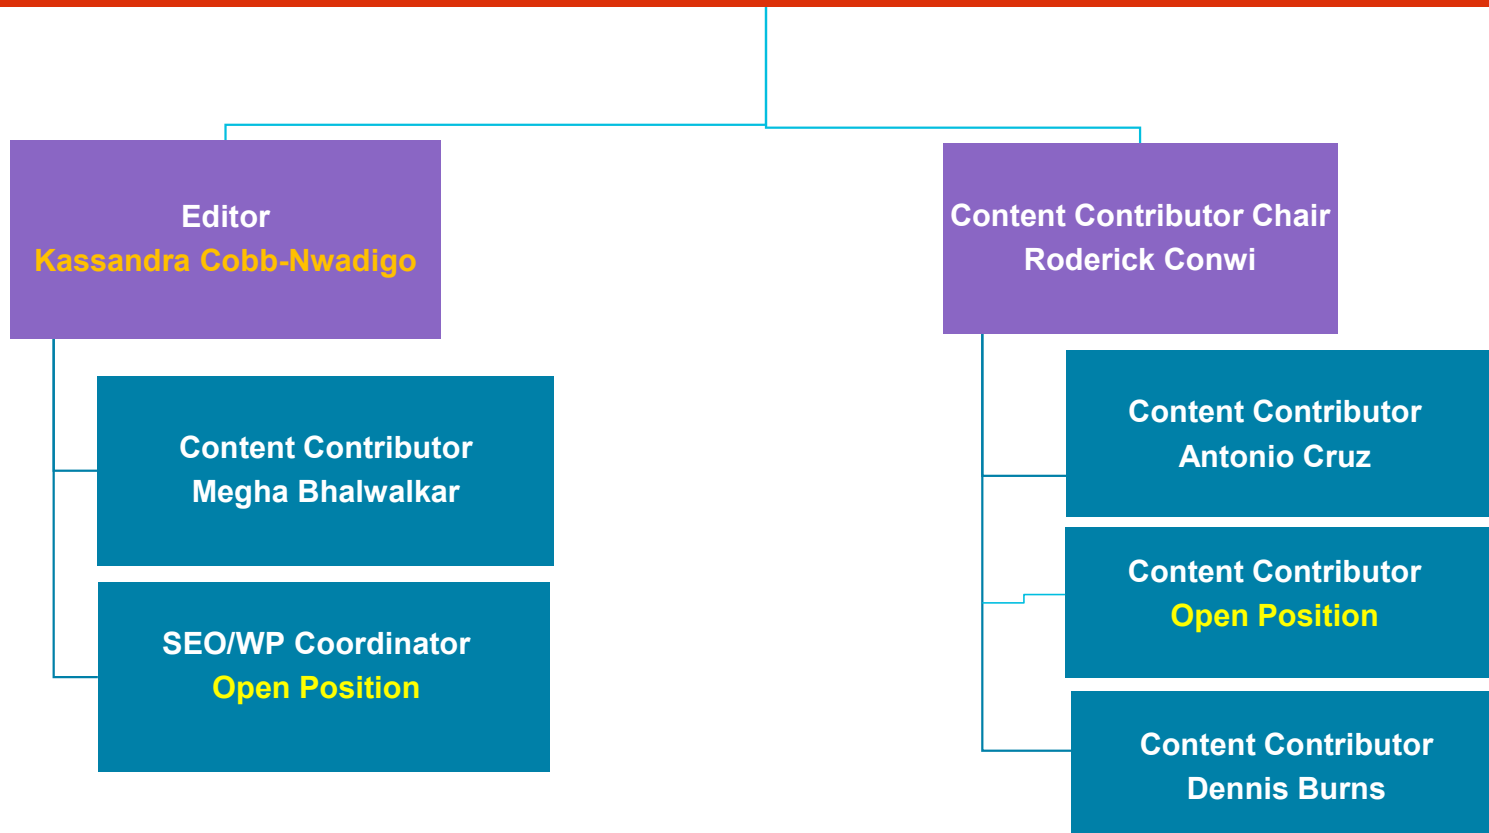 Editor
Kassandra Cobb-Nwadigo
Content Contributor Chair
Roderick Conwi
Content Contributor
Megha Bhalwalkar
SEO/WP Coordinator
Open Position
Content Contributor
Antonio Cruz
Content Contributor
Open Position
Content Contributor
Dennis Burns